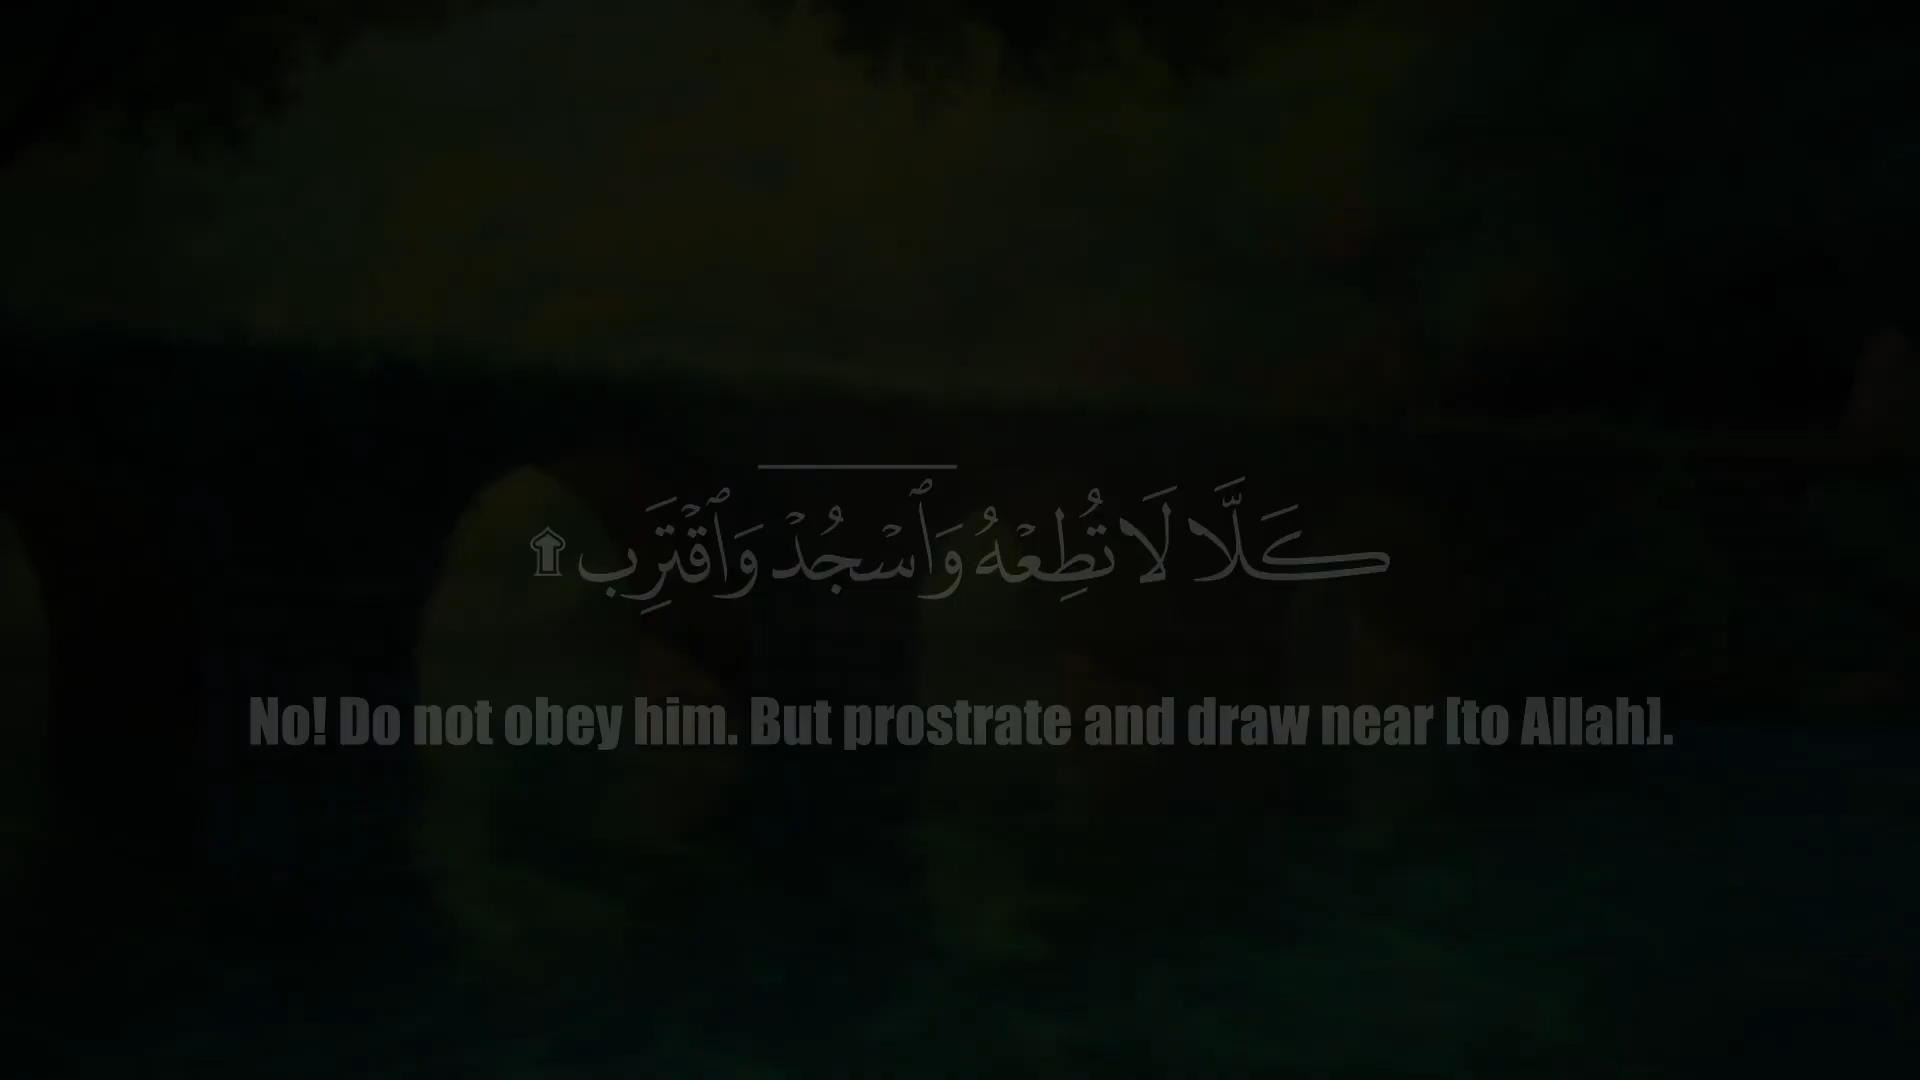 كَلَّا لَا تُطِعۡهُ وَٱسۡجُدۡ وَٱقۡتَرِب ۩
No! Do not obey him. But prostrate and draw near [to Allah].